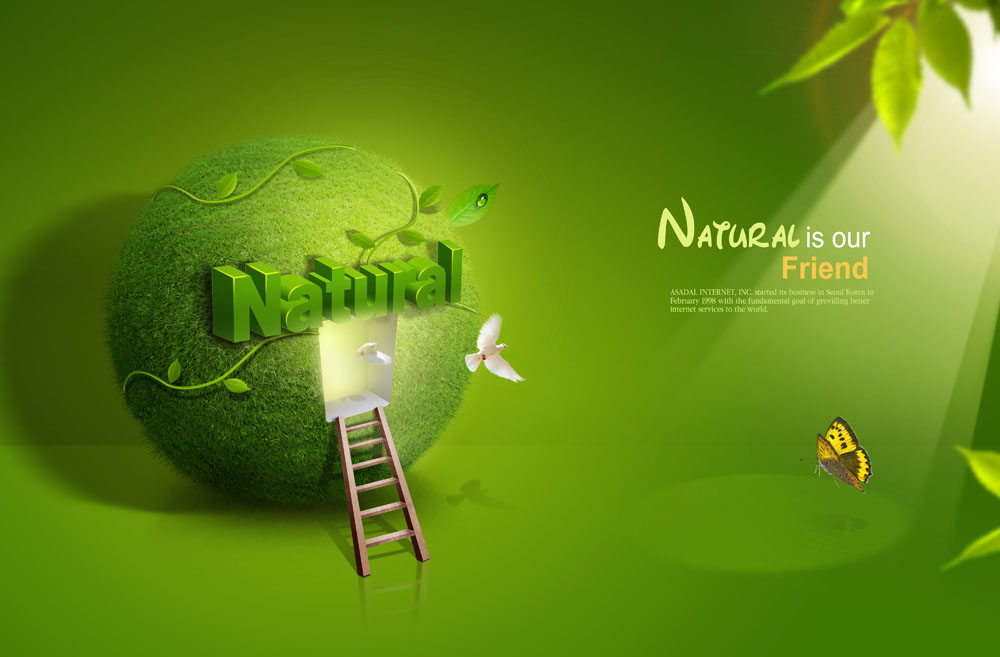 Natural
NATURAL is our
Friend
ASADAL INTERNET, INC. started its business in Seoul Korea in
February 1998 with the fundamental goal of providing better
internet services to the world.